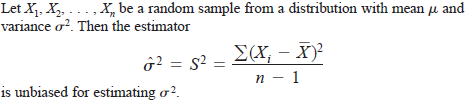 Let X₁, X₂, . . . , Xₙ be a random sample from a distribution with mean μ and
variance σ². Then the estimator
σ̂² = S² = Σ(Xᵢ − X̅)² / (n − 1)
is unbiased for estimating σ².